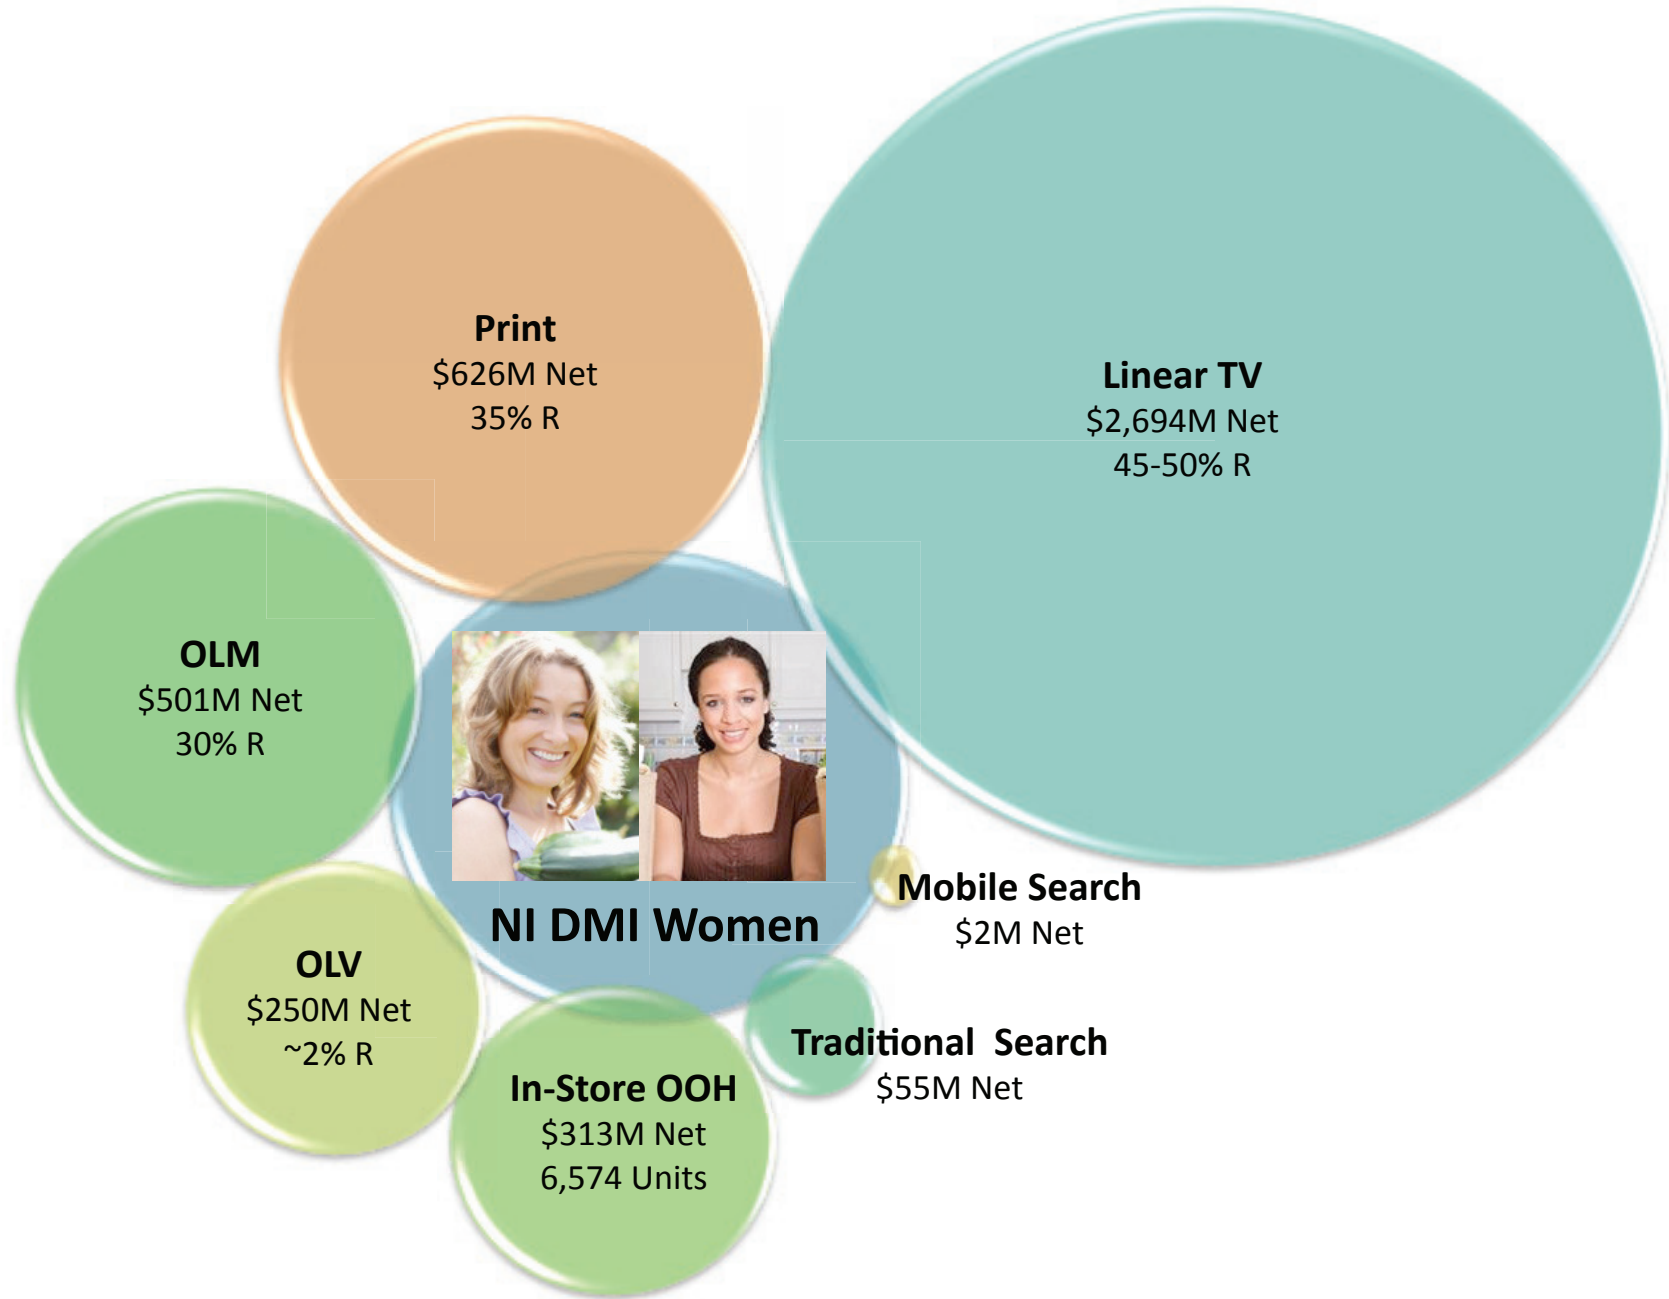 Print
$626M Net
35% R
Linear TV
$2,694M Net
45-50% R
OLM
$501M Net
30% R
NI DMI Women
Mobile Search
$2M Net
OLV
$250M Net
~2% R
Traditional Search
$55M Net
In-Store OOH
$313M Net
6,574 Units